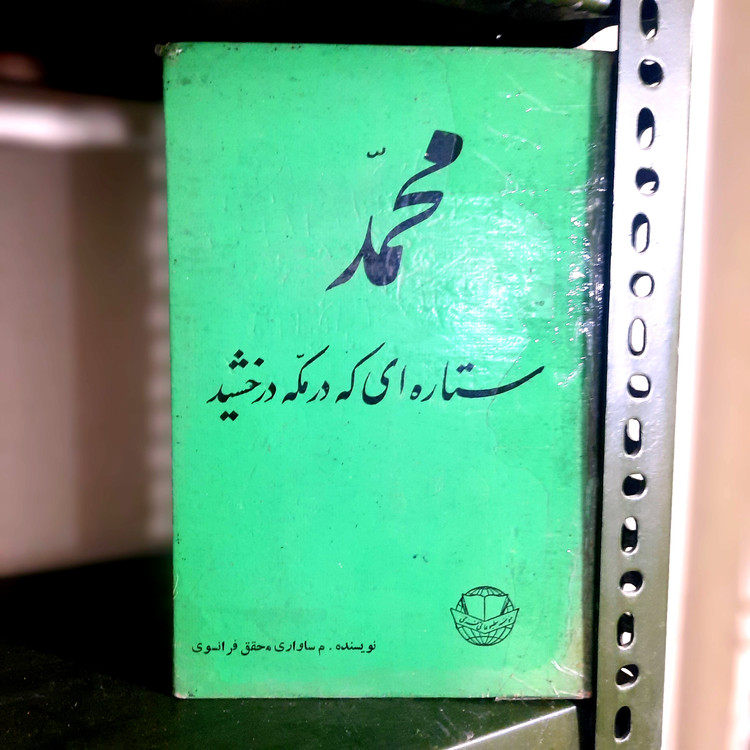 محمّد
ستاره ای که در مکّه درخشید
نویسنده . م ساواری محقق فرانسوی